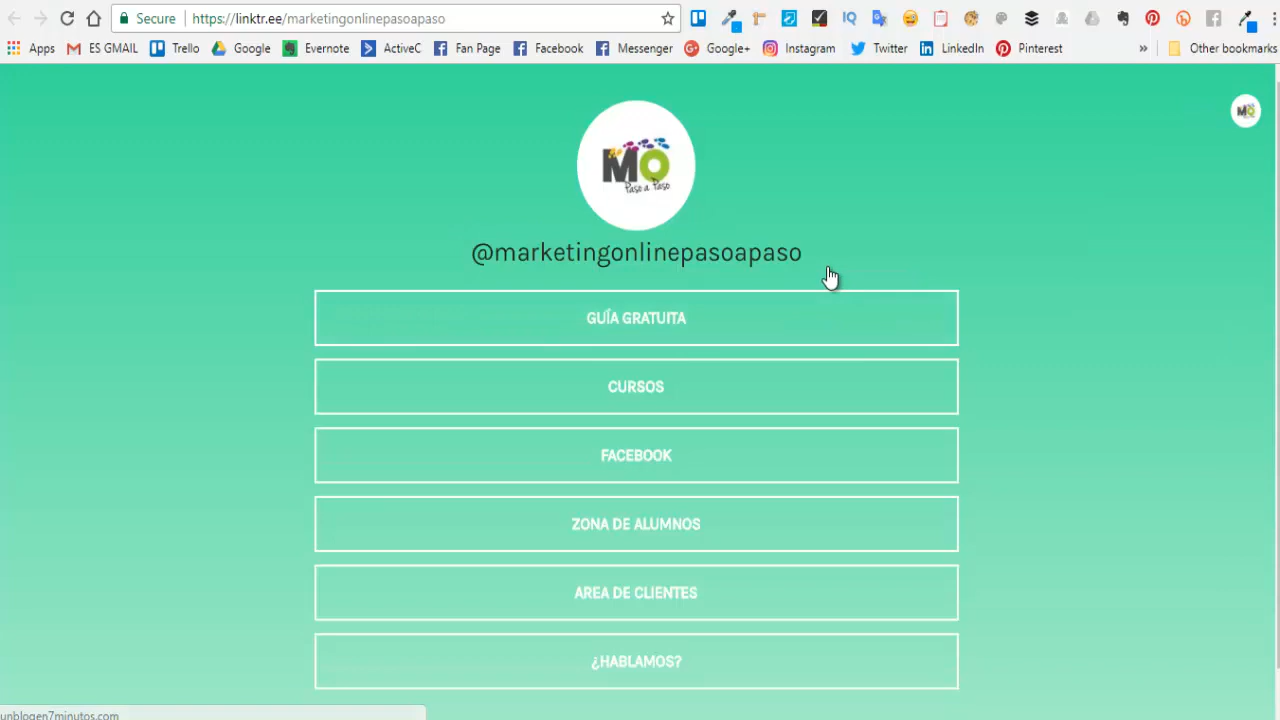 Secure https://linktr.ee/marketingonlinepasoapaso
Apps ES GMAIL Trello Google Evernote ActiveC Fan Page Facebook Messenger Google+ Instagram Twitter LinkedIn Pinterest » Other bookmarks
MO
Paso a Paso
MO
@marketingonlinepasoapaso
GUÍA GRATUITA
CURSOS
FACEBOOK
ZONA DE ALUMNOS
AREA DE CLIENTES
¿HABLAMOS?
unblogen7minutos.com